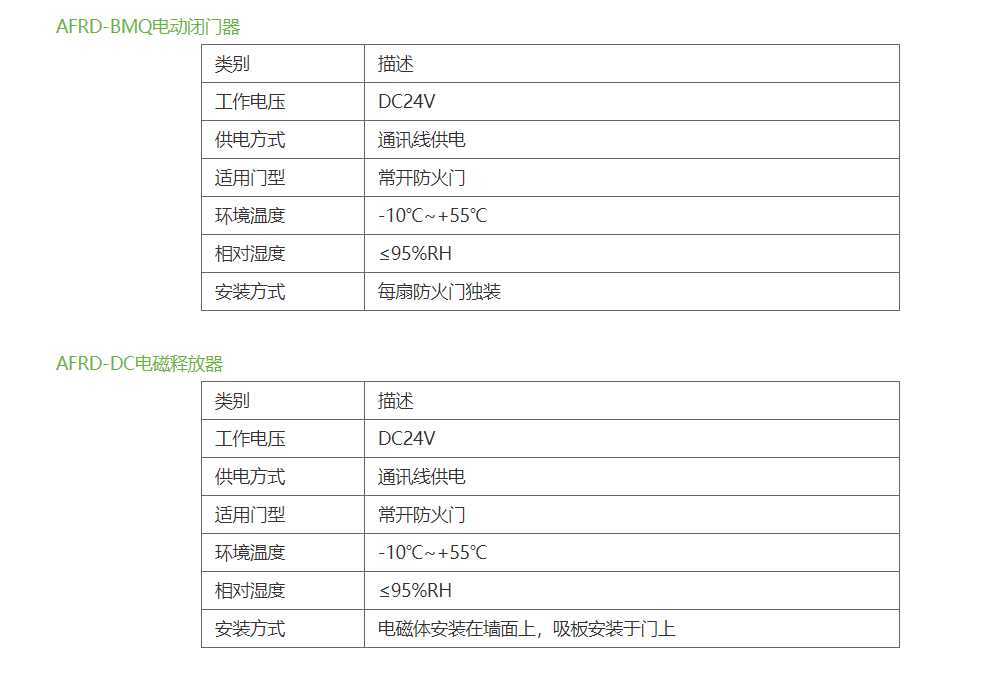 AFRD-BMQ电动闭门器
类别 描述
工作电压 DC24V
供电方式 通讯线供电
适用门型 常开防火门
环境温度 -10℃~+55℃
相对湿度 ≤95%RH
安装方式 每扇防火门独装
AFRD-DC电磁释放器
类别 描述
工作电压 DC24V
供电方式 通讯线供电
适用门型 常开防火门
环境温度 -10℃~+55℃
相对湿度 ≤95%RH
安装方式 电磁体安装在墙面上，吸板安装于门上